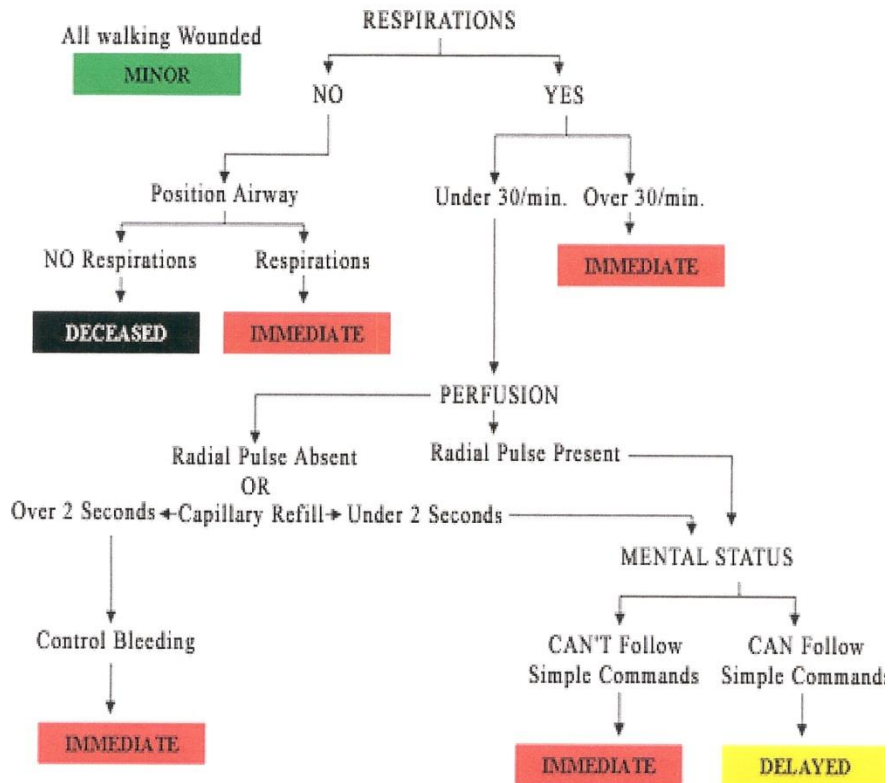 RESPIRATIONS
All walking Wounded
MINOR
NO
YES
Position Airway
Under 30/min.
Over 30/min.
NO Respirations
Respirations
IMMEDIATE
DECEASED
IMMEDIATE
PERFUSION
Radial Pulse Absent
Radial Pulse Present
OR
Over 2 Seconds
Capillary Refill
Under 2 Seconds
MENTAL STATUS
Control Bleeding
CAN'T Follow
Simple Commands
CAN Follow
Simple Commands
IMMEDIATE
IMMEDIATE
DELAYED